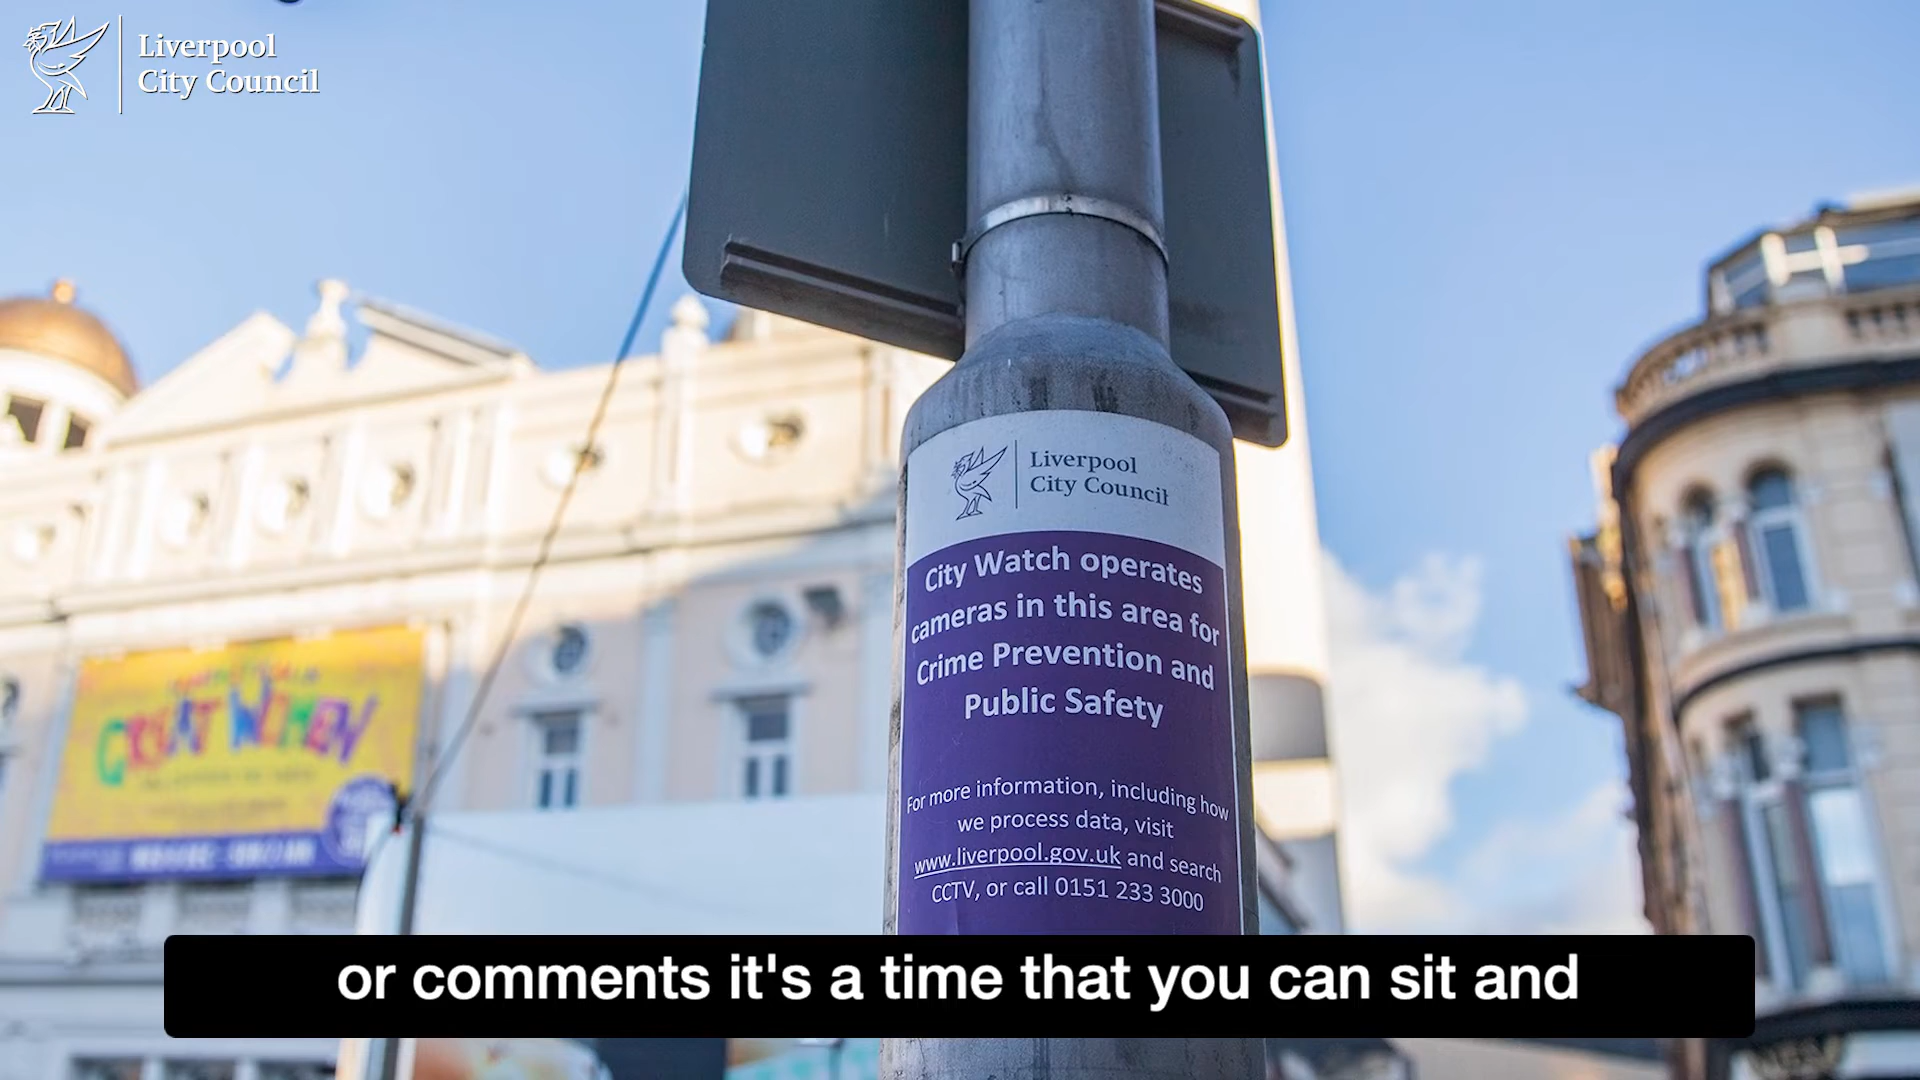 Liverpool
City Council
Liverpool
City Council
City Watch operates
cameras in this area for
Crime Prevention and
Public Safety
For more information, including how
we process data, visit
www.liverpool.gov.uk and search
CCTV, or call 0151 233 3000
GREAT WOMEN
or comments it's a time that you can sit and